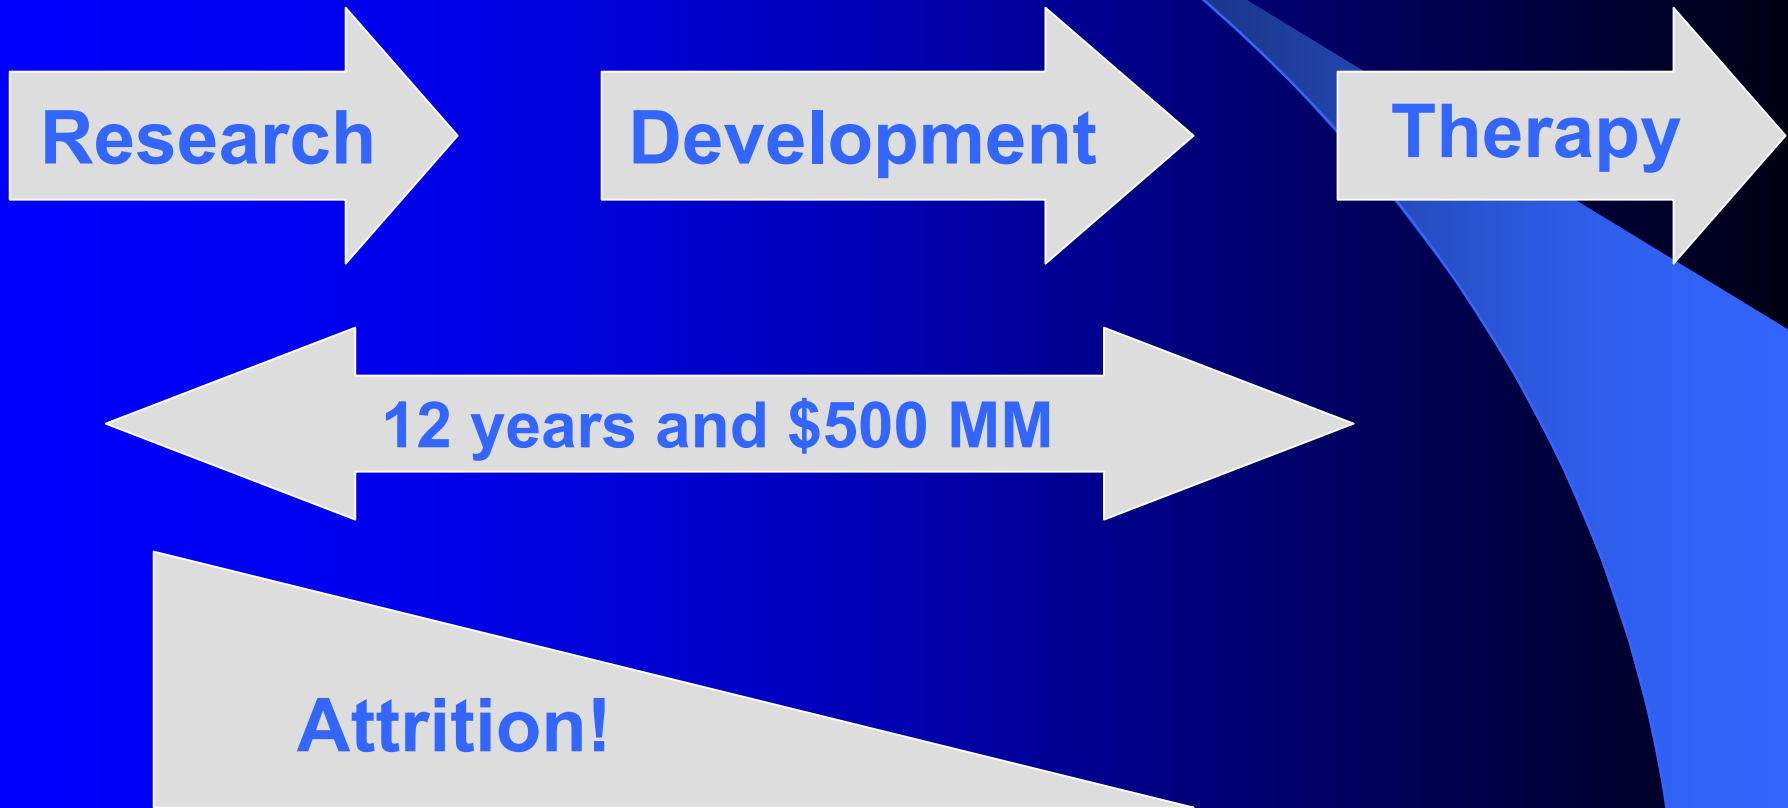 Research
Development
Therapy
12 years and $500 MM
Attrition!